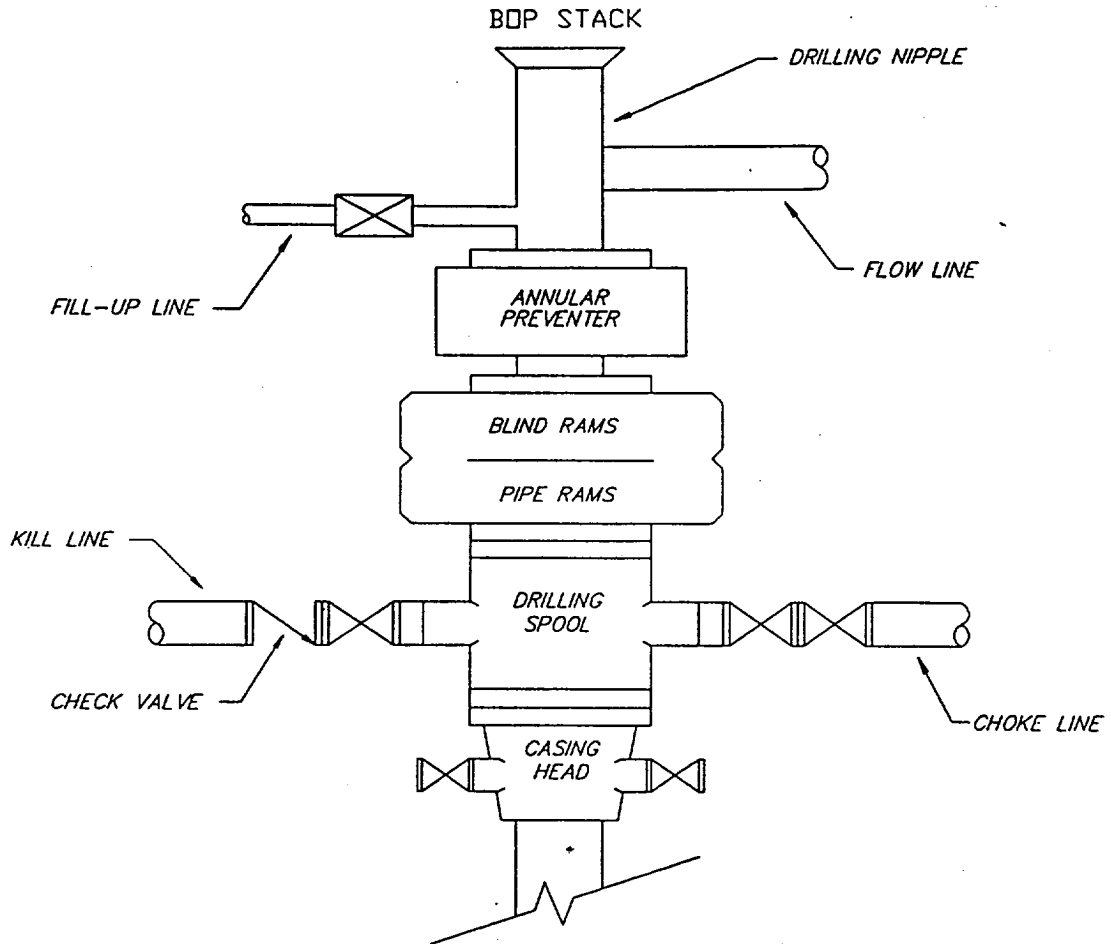 BOP STACK
DRILLING NIPPLE
FLOW LINE
FILL-UP LINE
ANNULAR
PREVENTER
BLIND RAMS
PIPE RAMS
KILL LINE
DRILLING
SPOOL
CHECK VALVE
CHOKE LINE
CASING
HEAD